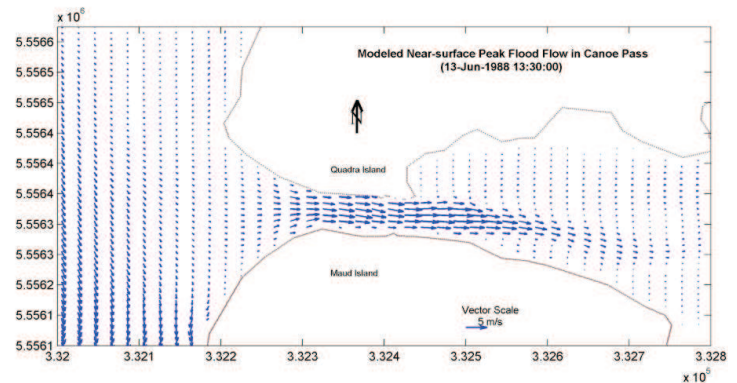 x 10⁶
Modeled Near-surface Peak Flood Flow in Canoe Pass
(13-Jun-1988 13:30:00)
5.5566
5.5565
5.5565
5.5564
N
5.5564
Quadra Island
5.5564
5.5563
5.5563
Maud Island
5.5562
Vector Scale
5 m/s
5.5561
3.32 3.321 3.322 3.323 3.324 3.325 3.326 3.327 3.328
x 10⁵